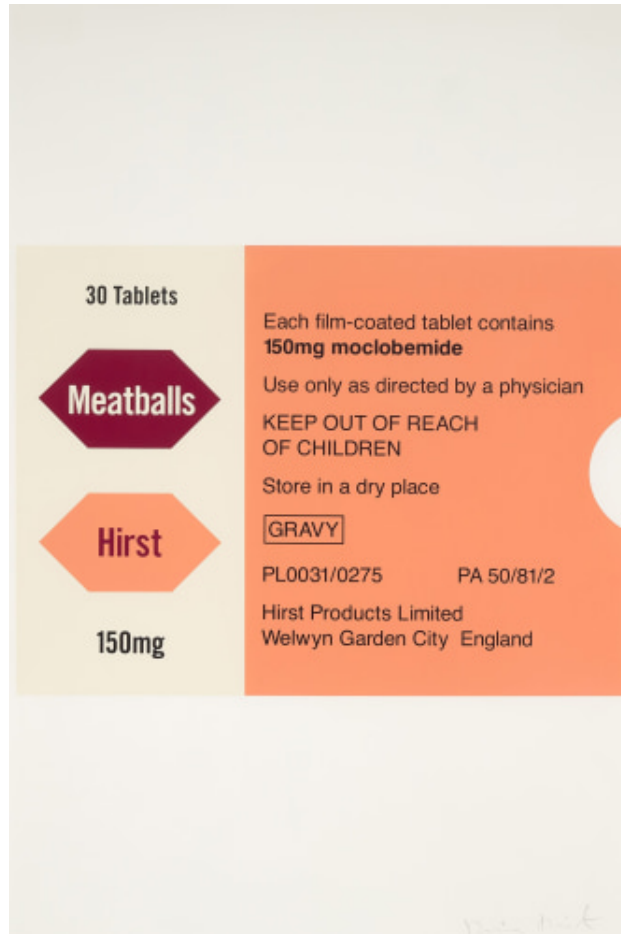 30 Tablets
Meatballs
Hirst
150mg
Each film-coated tablet contains
150mg moclobemide
Use only as directed by a physician
KEEP OUT OF REACH
OF CHILDREN
Store in a dry place
GRAVY
PL0031/0275 PA 50/81/2
Hirst Products Limited
Welwyn Garden City England